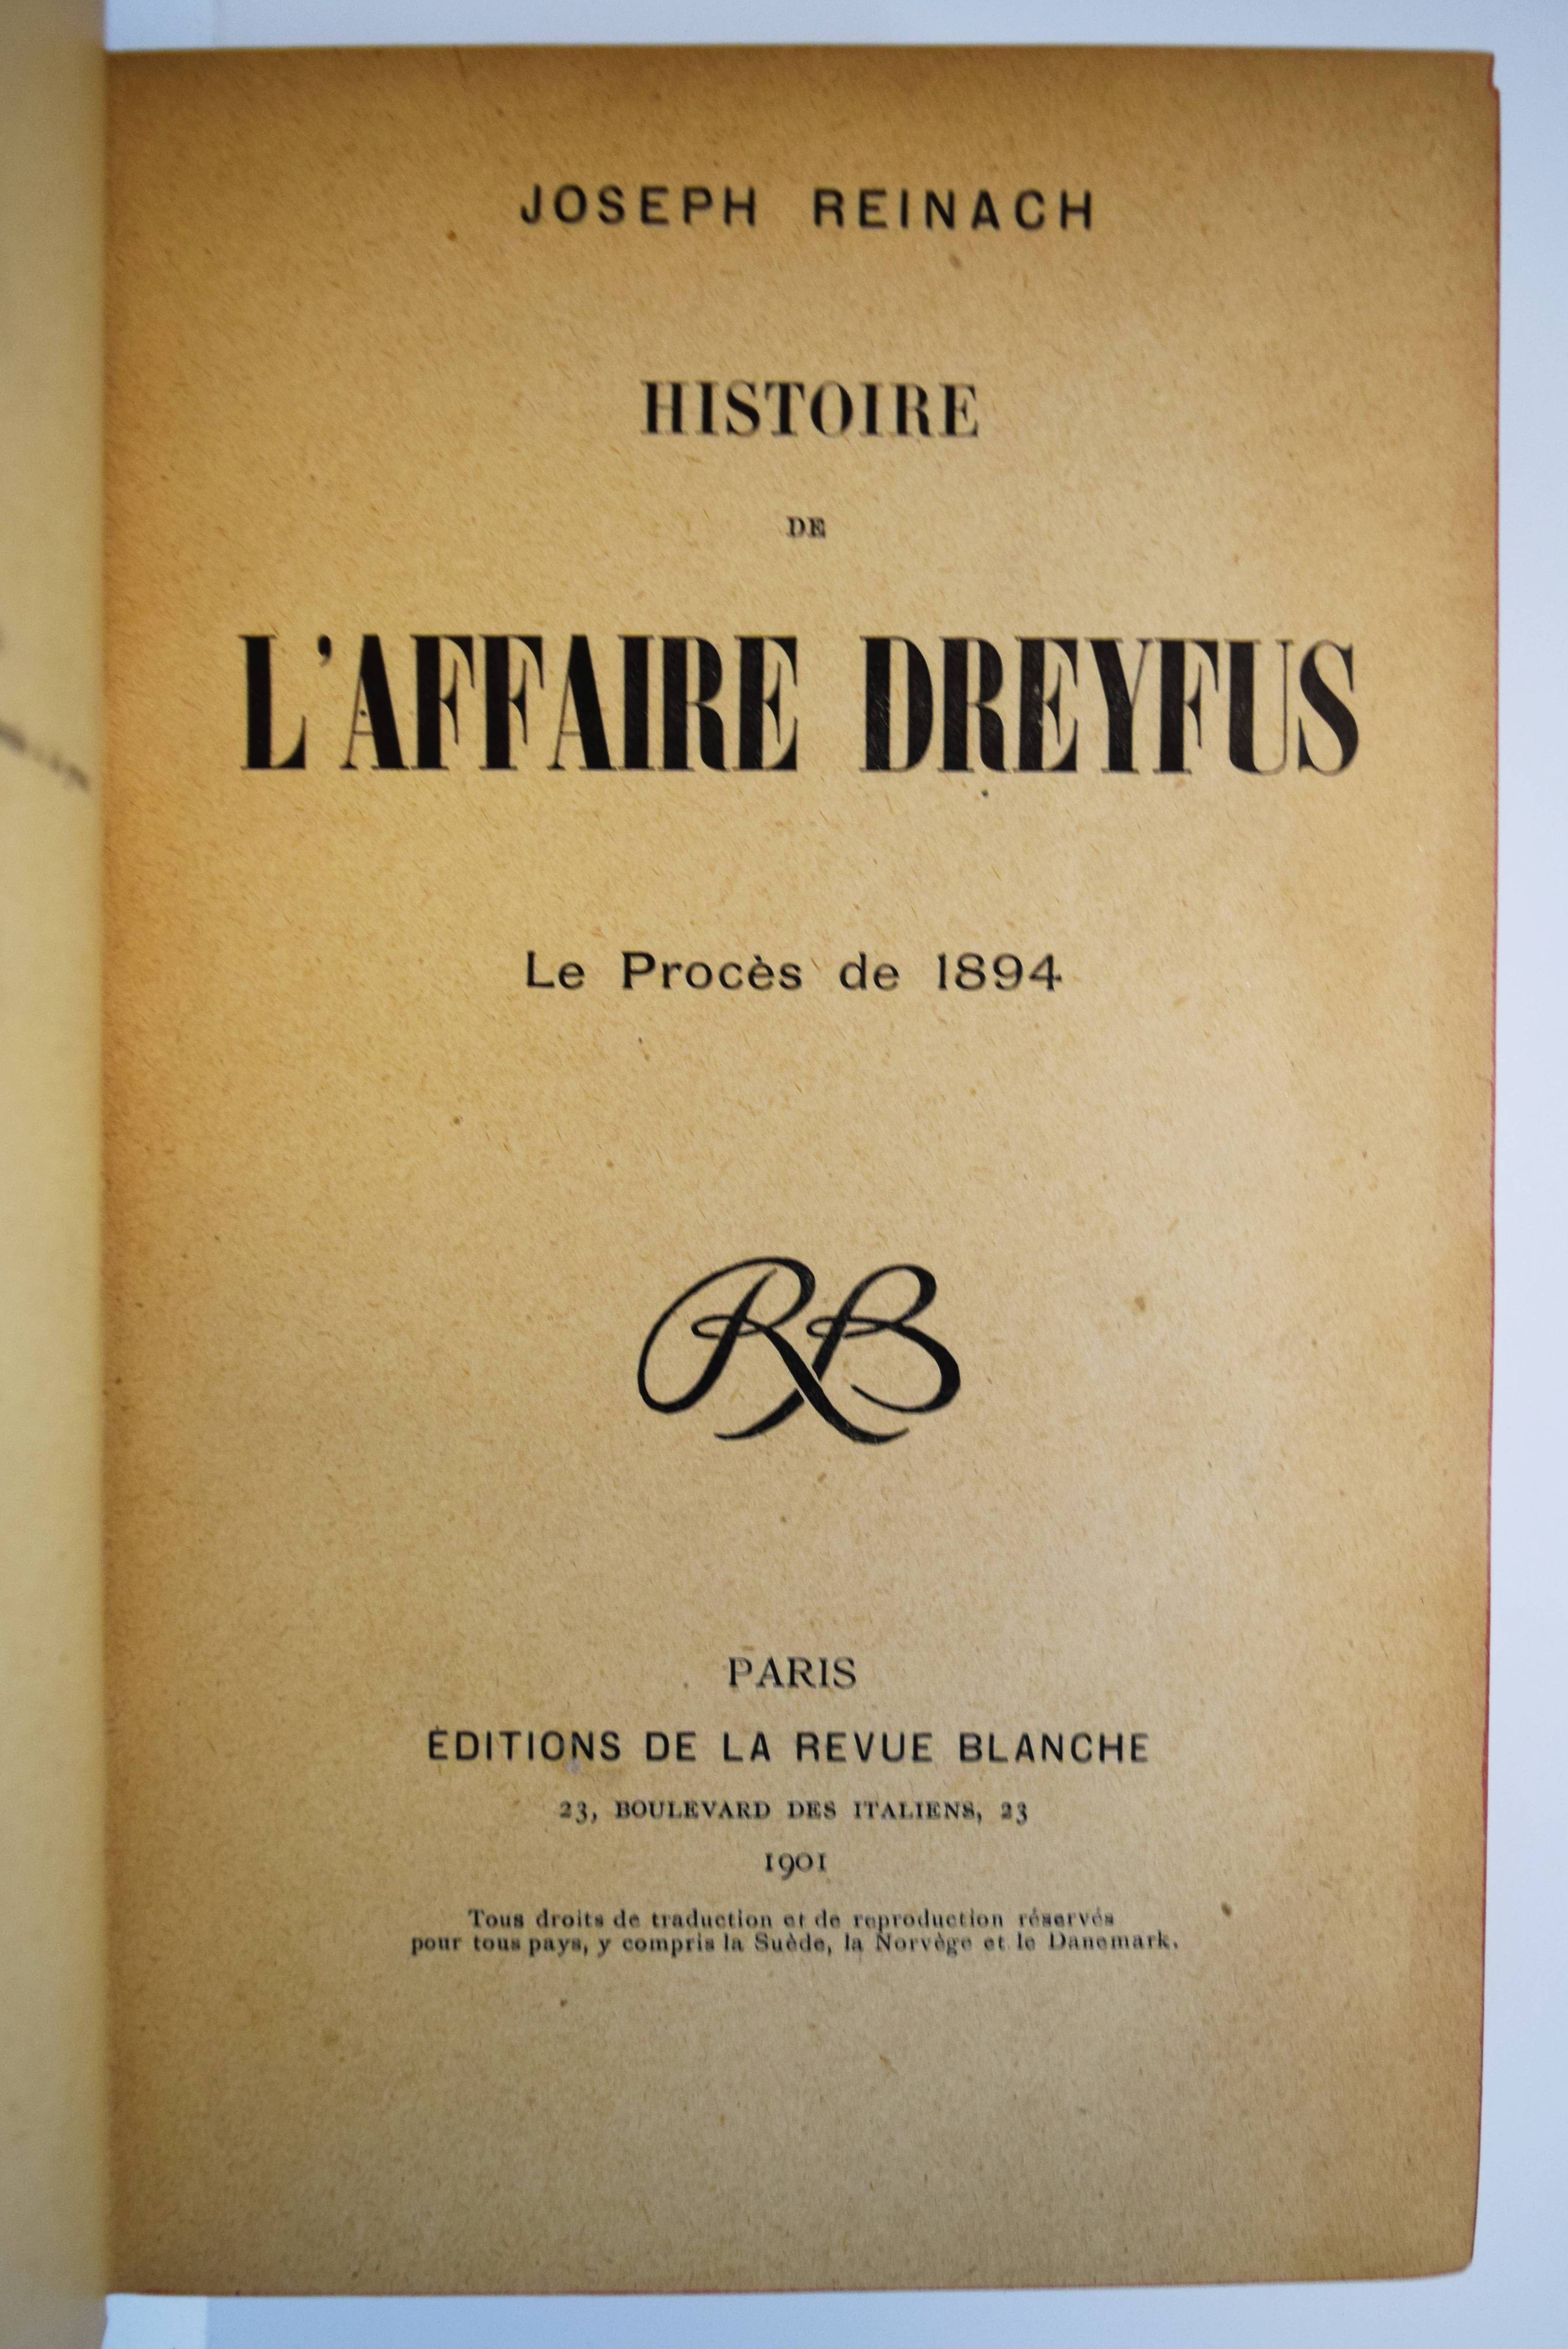 JOSEPH REINACH
HISTOIRE
DE
L'AFFAIRE DREYFUS
Le Procès de 1894
RB
PARIS
ÉDITIONS DE LA REVUE BLANCHE
23, BOULEVARD DES ITALIENS, 23
1901
Tous droits de traduction et de reproduction réservés
pour tous pays, y compris la Suède, la Norvège et le Danemark.